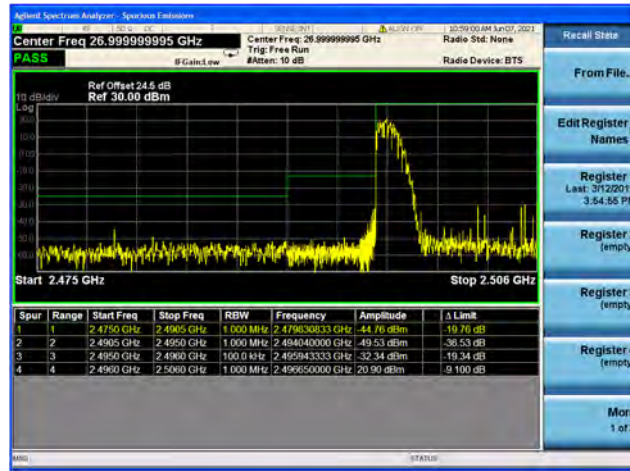 Agilent Spectrum Analyzer - Spurious Emissions
Center Freq 26.999999995 GHz
Center Freq: 26.999999995 GHz
Trig: Free Run
#Atten: 10 dB
IFGain:Low
10:59:00 AM Jun 07, 2021
Radio Std: None
Radio Device: BTS
PASS
Ref Offset 24.5 dB
10 dB/div Ref 30.00 dBm
Log
Start 2.475 GHz
Stop 2.506 GHz
Spur Range Start Freq Stop Freq RBW Frequency Amplitude Δ Limit
1 1 2.4750 GHz 2.4905 GHz 1.000 MHz 2.479830833 GHz -44.76 dBm -19.76 dB
2 2 2.4905 GHz 2.4950 GHz 1.000 MHz 2.494040000 GHz -49.53 dBm -36.53 dB
3 3 2.4950 GHz 2.4960 GHz 100.0 kHz 2.495943333 GHz -32.34 dBm -19.34 dB
4 4 2.4960 GHz 2.5060 GHz 1.000 MHz 2.496650000 GHz 20.90 dBm -9.100 dB
MSG
STATUS
Recall State
From File..
Edit Register
Names
Register
Last: 3/12/201
3:54:55 P
Register
(empty
Register
(empty
Register
(empty
Mor
1 of